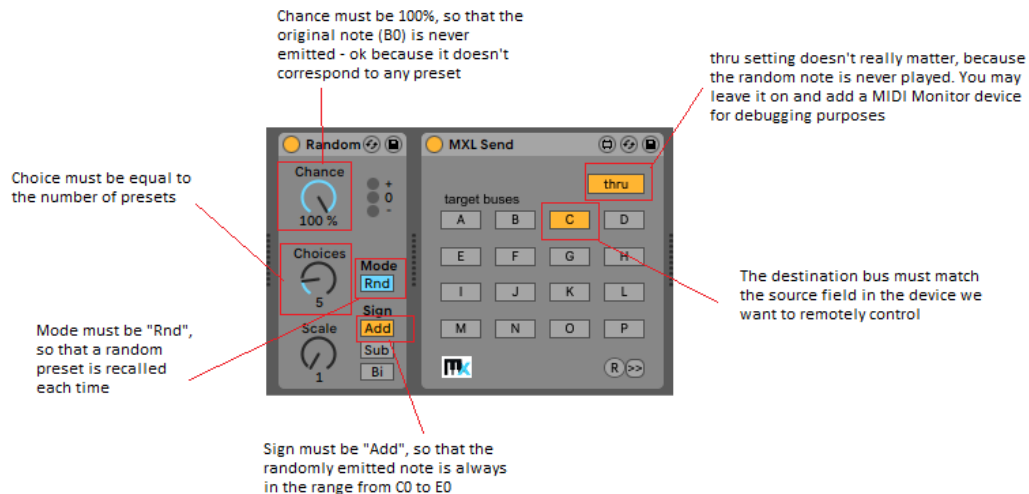 Chance must be 100%, so that the
original note (B0) is never
emitted - ok because it doesn't
correspond to any preset
thru setting doesn't really matter, because
the random note is never played. You may
leave it on and add a MIDI Monitor device
for debugging purposes
Choice must be equal to
the number of presets
Random
Chance
100 %
+
0
-
Choices
5
Mode
Rnd
Sign
Add
Sub
Bi
Scale
1
MXL Send
thru
target buses
A B C D
E F G H
I J K L
M N O P
R >>
The destination bus must match
the source field in the device we
want to remotely control
Mode must be "Rnd",
so that a random
preset is recalled
each time
Sign must be "Add", so that the
randomly emitted note is always
in the range from C0 to E0